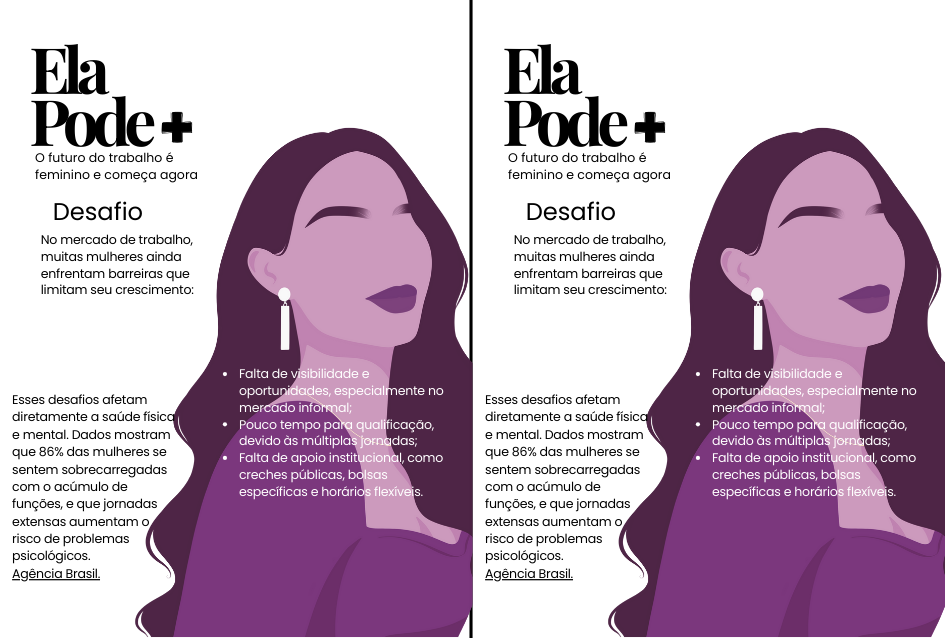 Ela
Pode+
O futuro do trabalho é
feminino e começa agora
Desafio
No mercado de trabalho,
muitas mulheres ainda
enfrentam barreiras que
limitam seu crescimento:
• Falta de visibilidade e
oportunidades, especialmente no
mercado informal;
• Pouco tempo para qualificação,
devido às múltiplas jornadas;
• Falta de apoio institucional, como
creches públicas, bolsas
específicas e horários flexíveis.
Esses desafios afetam
diretamente a saúde física
e mental. Dados mostram
que 86% das mulheres se
sentem sobrecarregadas
com o acúmulo de
funções, e que jornadas
extensas aumentam o
risco de problemas
psicológicos.
Agência Brasil.
Ela
Pode+
O futuro do trabalho é
feminino e começa agora
Desafio
No mercado de trabalho,
muitas mulheres ainda
enfrentam barreiras que
limitam seu crescimento:
• Falta de visibilidade e
oportunidades, especialmente no
mercado informal;
• Pouco tempo para qualificação,
devido às múltiplas jornadas;
• Falta de apoio institucional, como
creches públicas, bolsas
específicas e horários flexíveis.
Esses desafios afetam
diretamente a saúde física
e mental. Dados mostram
que 86% das mulheres se
sentem sobrecarregadas
com o acúmulo de
funções, e que jornadas
extensas aumentam o
risco de problemas
psicológicos.
Agência Brasil.